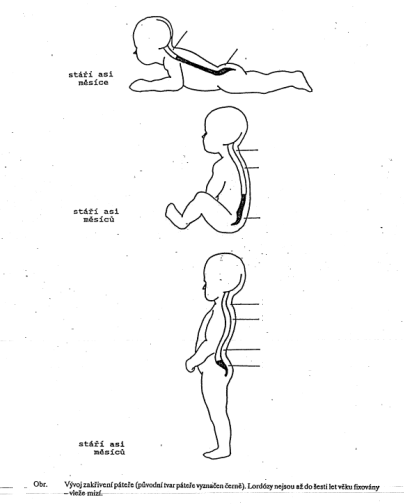 stáří asi
měsíce
stáří asi
měsíců
stáří asi
měsíců
Obr. Vývoj zakřivení páteře (původní tvar páteře vyznačen černě). Lordózy nejsou až do šesti let věku fixovány
– vleže mizí.